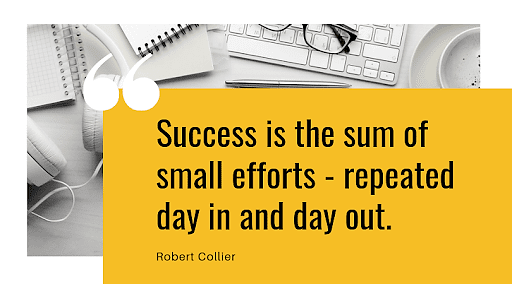 Success is the sum of
small efforts - repeated
day in and day out.
Robert Collier